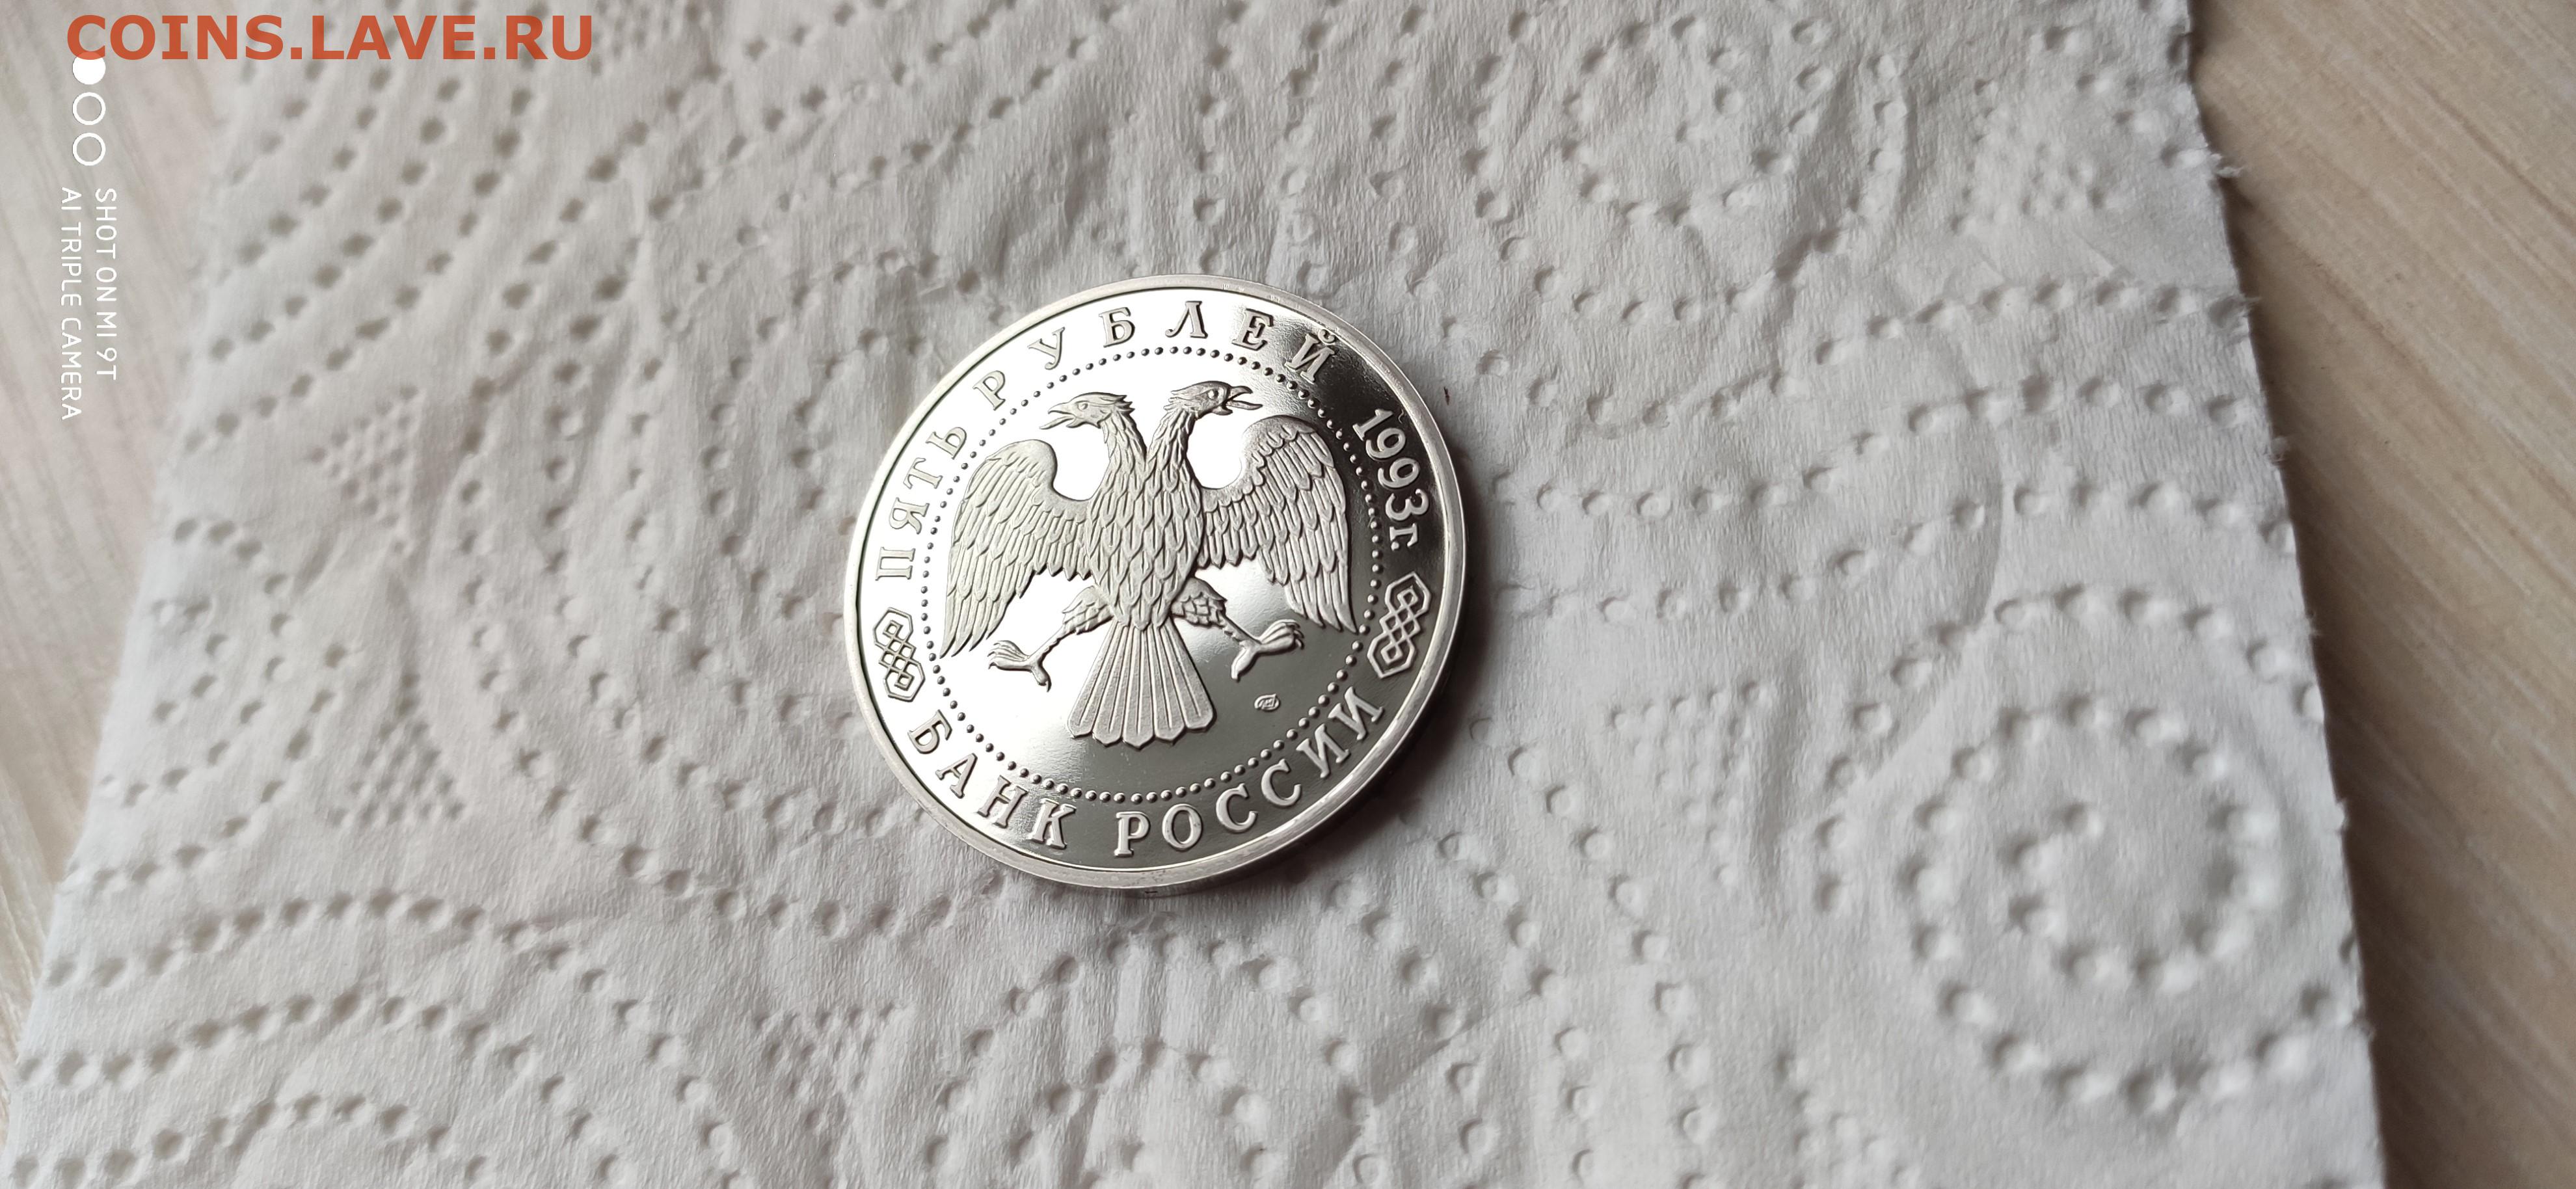 COINS.LAVE.RU
SHOT ON MI 9T
AI TRIPLE CAMERA
ПЯТЬ РУБЛЕЙ 1993г.
БАНК РОССИИ